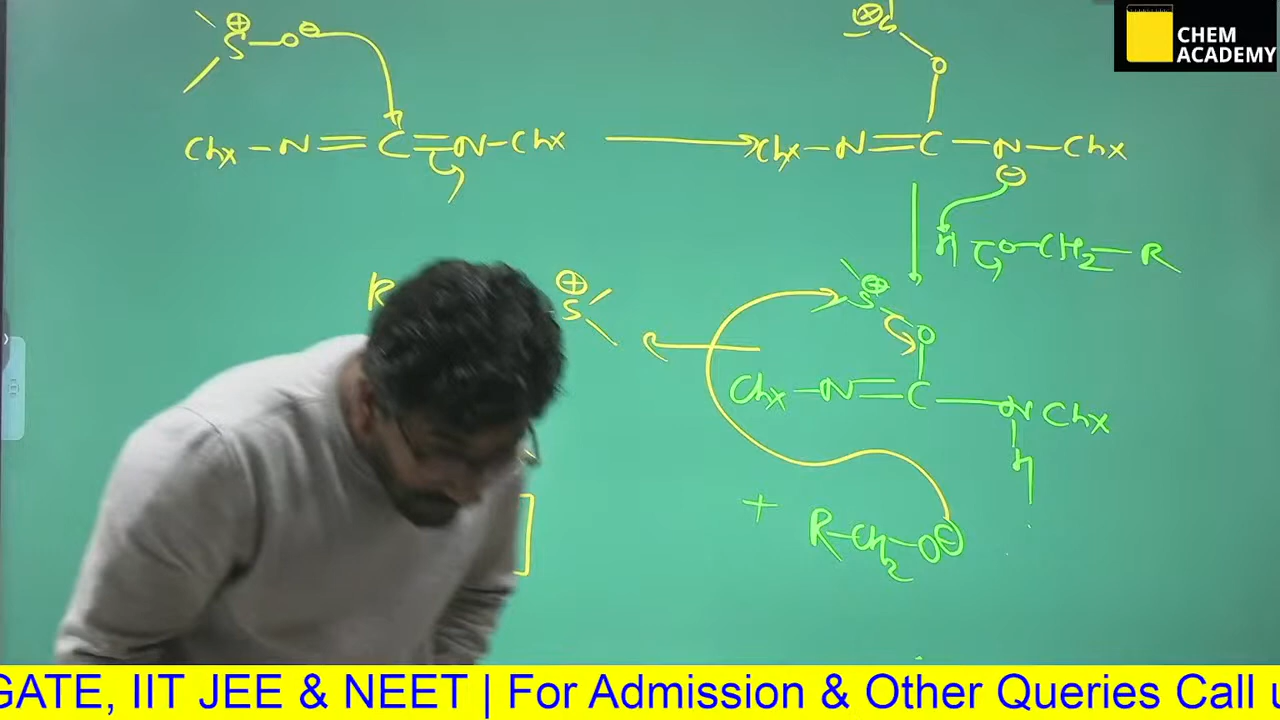 CHEM
ACADEMY
⊕ S – O ⊖
⊕ S
O
Chx – N = C = N – Chx ⟶ Chx – N = C – N – Chx
⊖
H O – CH2 – R
R
⊕ S
⊕ S
O
Chx – N = C – N Chx
H
+ R – CH2 – O ⊖
GATE, IIT JEE & NEET | For Admission & Other Queries Call u